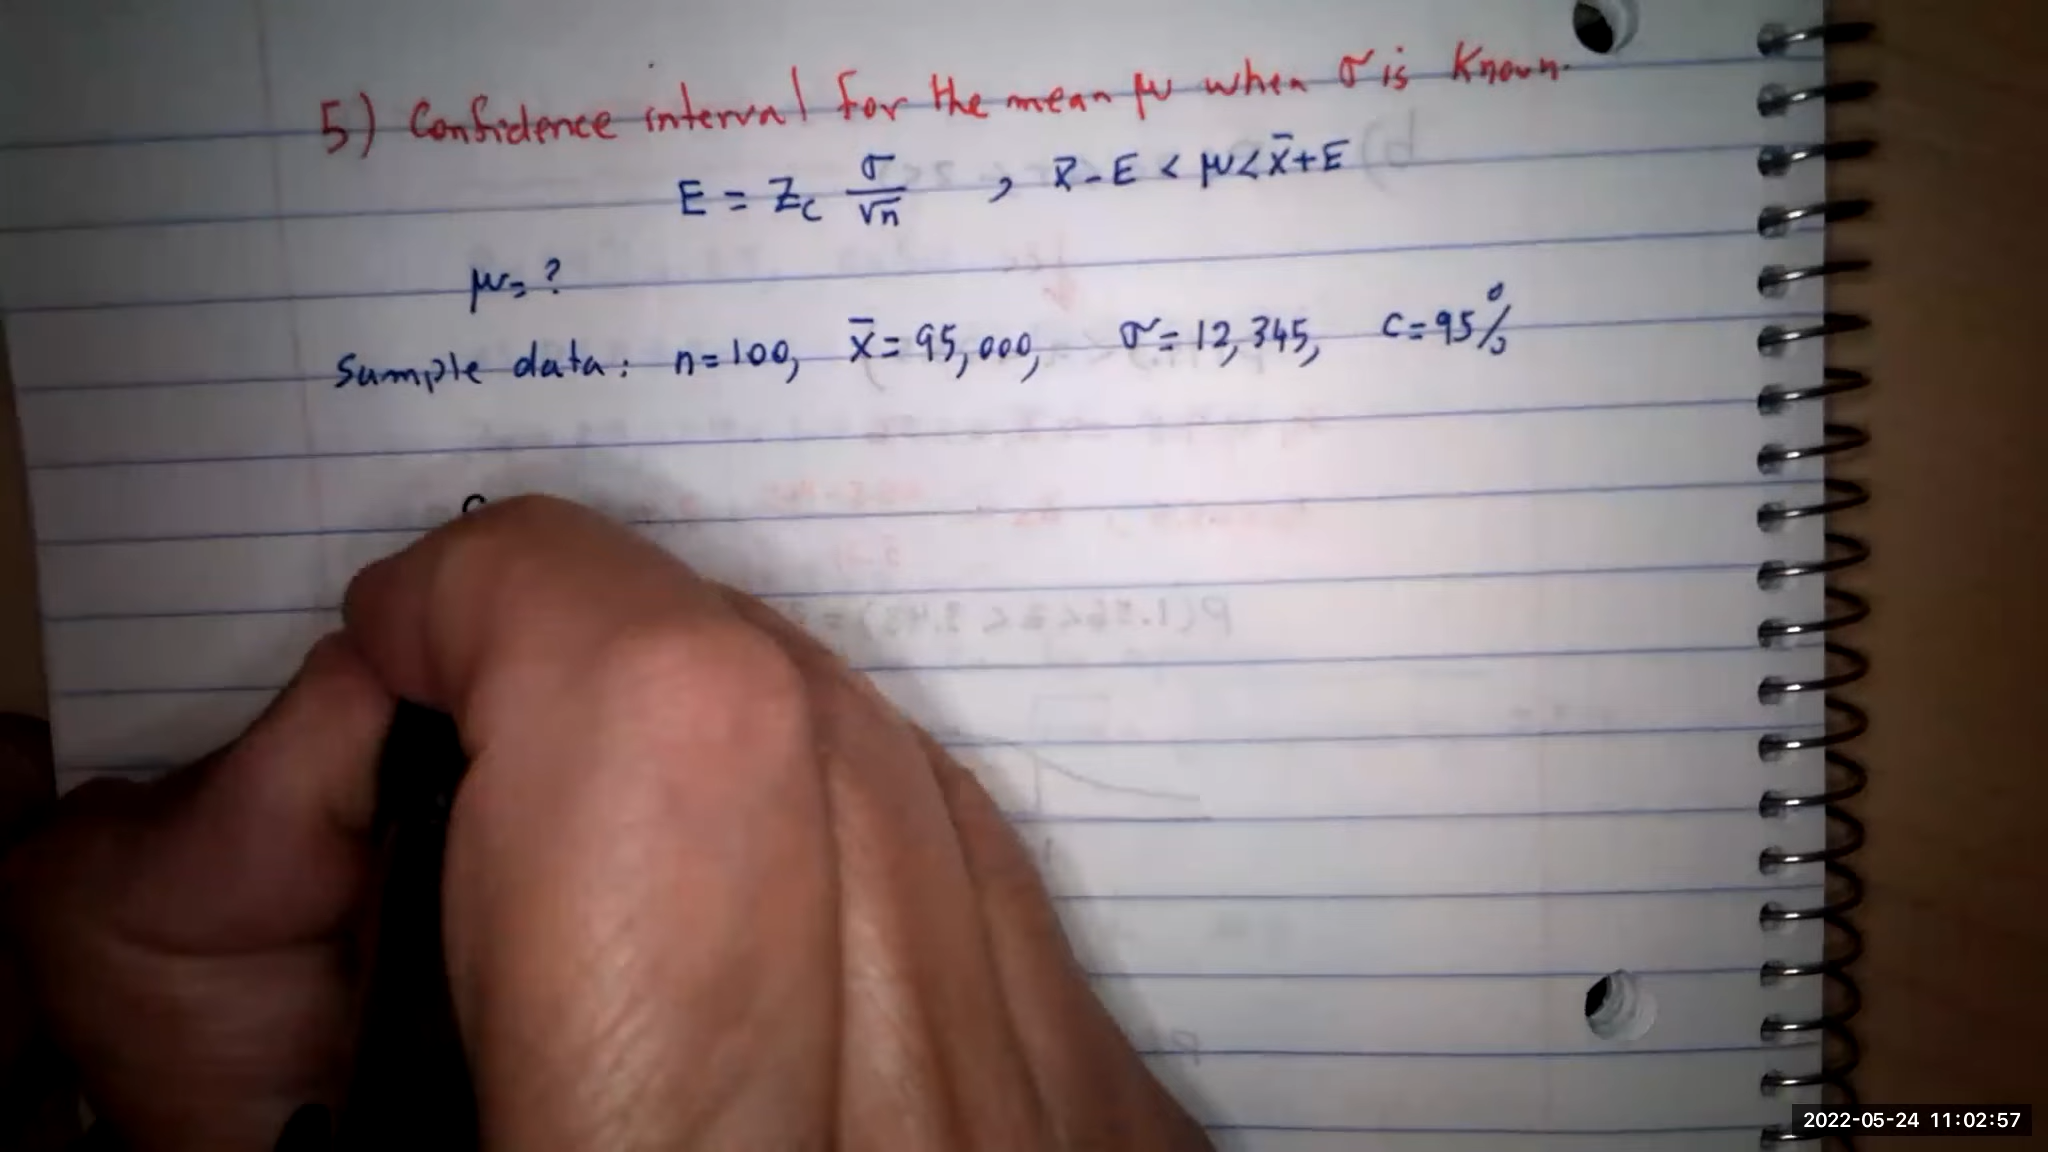 5) Confidence interval for the mean μ when σ is known.
E = Zc σ/√n , x̄ - E < μ < x̄ + E
μ = ?
Sample data: n = 100, x̄ = 95,000, σ = 12,345, c = 95%
2022-05-24 11:02:57